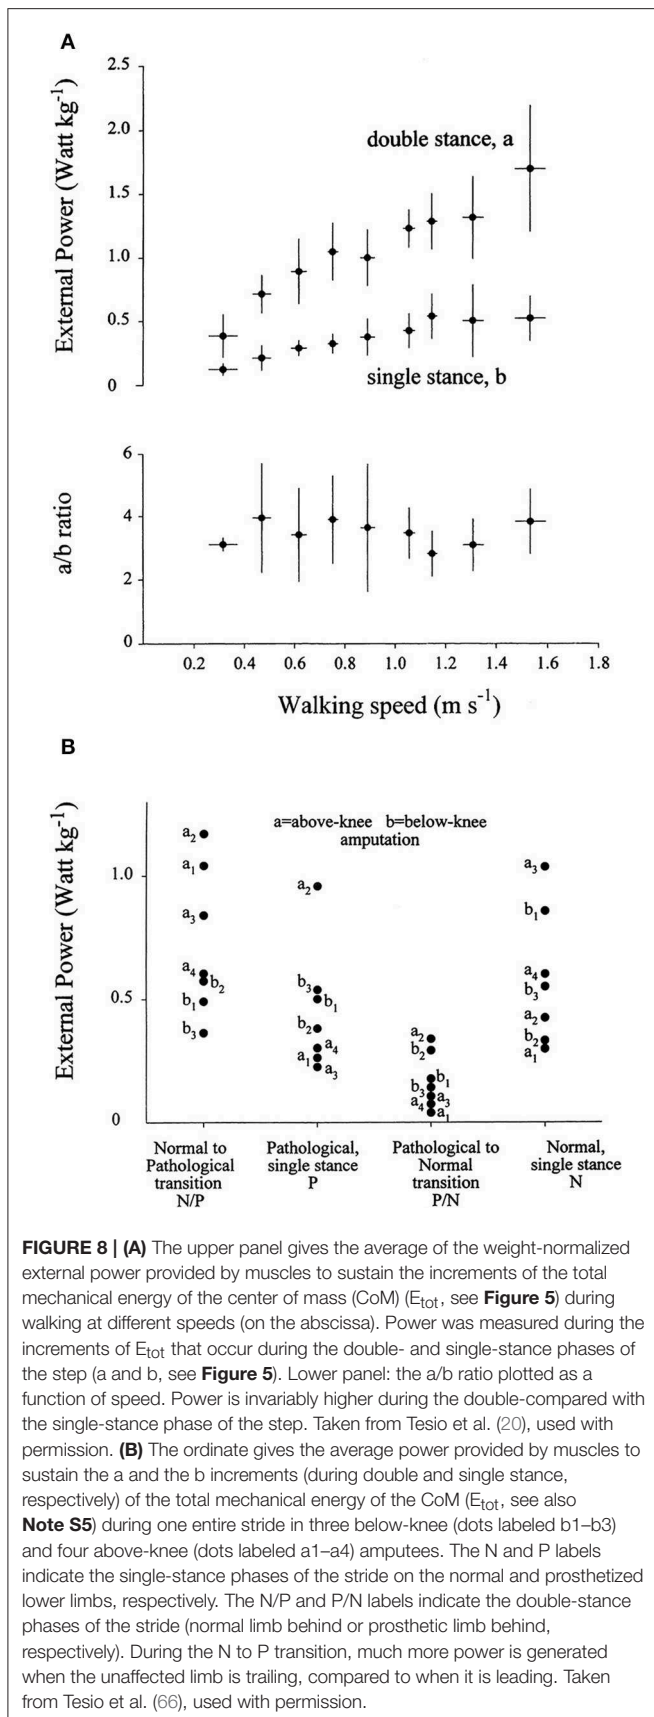 A
2.5
2.0
1.5
1.0
0.5
0
External Power (Watt kg-1)
double stance, a
single stance, b
6
4
2
0
a/b ratio
0.2 0.4 0.6 0.8 1.0 1.2 1.4 1.6 1.8
Walking speed (m s-1)
B
External Power (Watt kg-1)
a=above-knee b=below-knee
amputation
1.0
0.5
0
a2
a1
a3
a4
b2
b1
b3
a2
b3
b1
b2
a4
a1
a3
a2
b2
b1
b3
a3
a4
a1
a3
b1
a4
b3
a2
b2
a1
Normal to
Pathological
transition
N/P
Pathological,
single stance
P
Pathological to
Normal
transition
P/N
Normal,
single stance
N
FIGURE 8 | (A) The upper panel gives the average of the weight-normalized
external power provided by muscles to sustain the increments of the total
mechanical energy of the center of mass (CoM) (Etot, see Figure 5) during
walking at different speeds (on the abscissa). Power was measured during the
increments of Etot that occur during the double- and single-stance phases of
the step (a and b, see Figure 5). Lower panel: the a/b ratio plotted as a
function of speed. Power is invariably higher during the double-compared with
the single-stance phase of the step. Taken from Tesio et al. (20), used with
permission. (B) The ordinate gives the average power provided by muscles to
sustain the a and the b increments (during double and single stance,
respectively) of the total mechanical energy of the CoM (Etot, see also
Note S5) during one entire stride in three below-knee (dots labeled b1–b3)
and four above-knee (dots labeled a1–a4) amputees. The N and P labels
indicate the single-stance phases of the stride on the normal and prosthetized
lower limbs, respectively. The N/P and P/N labels indicate the double-stance
phases of the stride (normal limb behind or prosthetic limb behind,
respectively). During the N to P transition, much more power is generated
when the unaffected limb is trailing, compared to when it is leading. Taken
from Tesio et al. (66), used with permission.